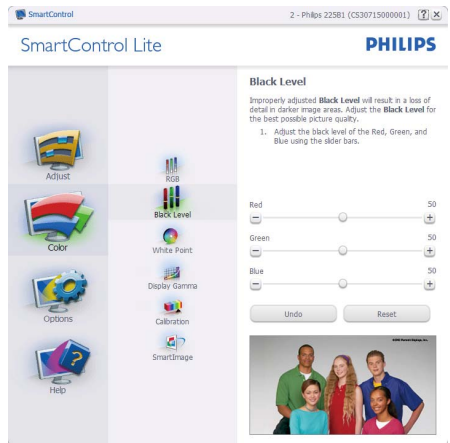 SmartControl
2 - Philips 225B1 (CS30715000001)
?
SmartControl Lite
PHILIPS
Adjust
Color
Options
Help
RGB
Black Level
White Point
Display Gamma
Calibration
SmartImage
Black Level
Improperly adjusted Black Level will result in a loss of
detail in darker image areas. Adjust the Black Level for
the best possible picture quality.
1. Adjust the black level of the Red, Green, and
Blue using the slider bars.
Red 50
Green 50
Blue 50
Undo Reset